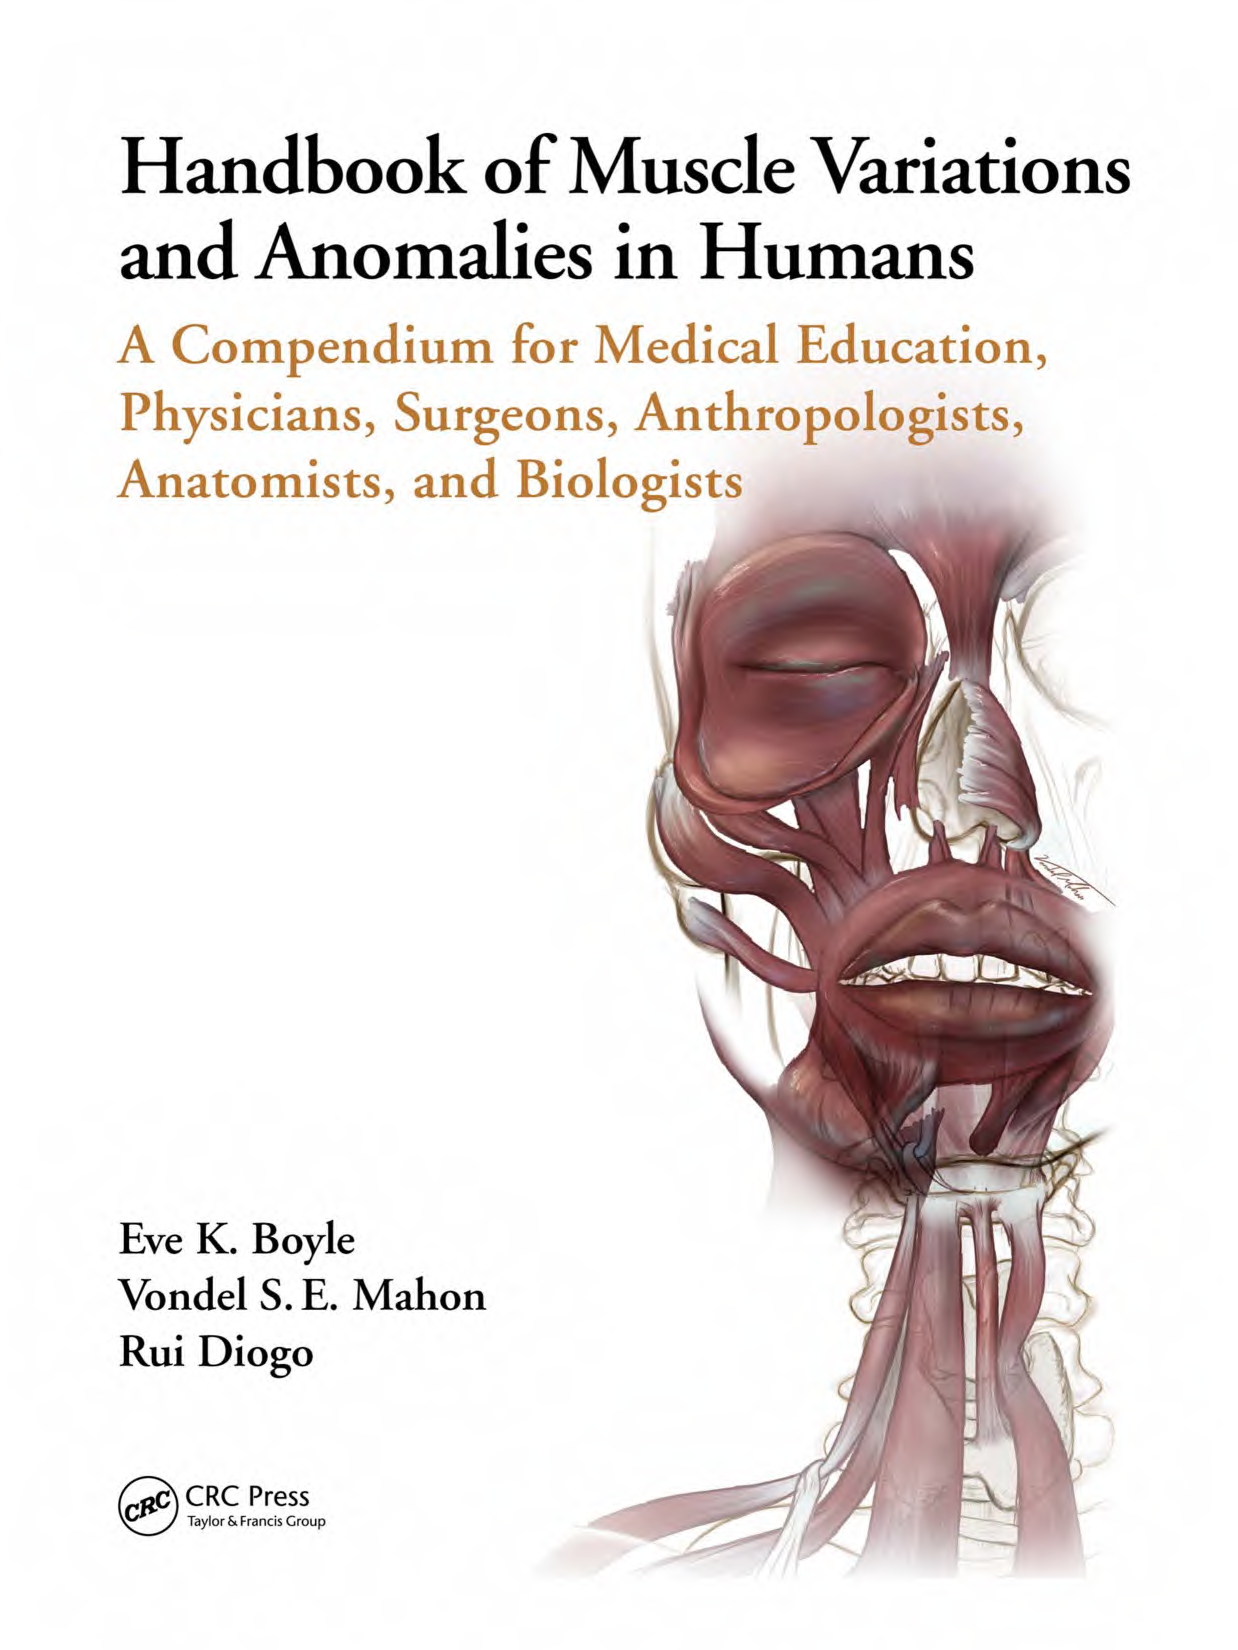 Handbook of Muscle Variations
and Anomalies in Humans
A Compendium for Medical Education,
Physicians, Surgeons, Anthropologists,
Anatomists, and Biologists
Eve K. Boyle
Vondel S. E. Mahon
Rui Diogo
CRC
CRC Press
Taylor & Francis Group